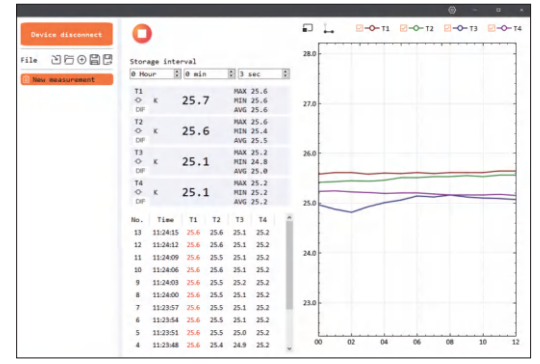 Device disconnect
File
New measurement
Storage interval
0 Hour 0 min 3 sec
T1
DIF
K 25.7
MAX 25.6
MIN 25.6
AVG 25.6
T2
DIF
K 25.6
MAX 25.6
MIN 25.4
AVG 25.5
T3
DIF
K 25.1
MAX 25.2
MIN 24.8
AVG 25.0
T4
DIF
K 25.1
MAX 25.2
MIN 25.2
AVG 25.2
No. Time T1 T2 T3 T4
13 11:24:15 25.6 25.6 25.1 25.2
12 11:24:12 25.6 25.6 25.1 25.2
11 11:24:09 25.6 25.5 25.1 25.2
10 11:24:06 25.6 25.6 25.1 25.2
9 11:24:03 25.6 25.5 25.2 25.2
8 11:24:00 25.6 25.5 25.1 25.2
7 11:23:57 25.6 25.5 25.1 25.2
6 11:23:54 25.6 25.5 25.1 25.2
5 11:23:51 25.6 25.5 25.0 25.2
4 11:23:48 25.6 25.4 24.9 25.2
T1 T2 T3 T4
28.0
27.0
26.0
25.0
24.0
23.0
00 02 04 06 08 10 12